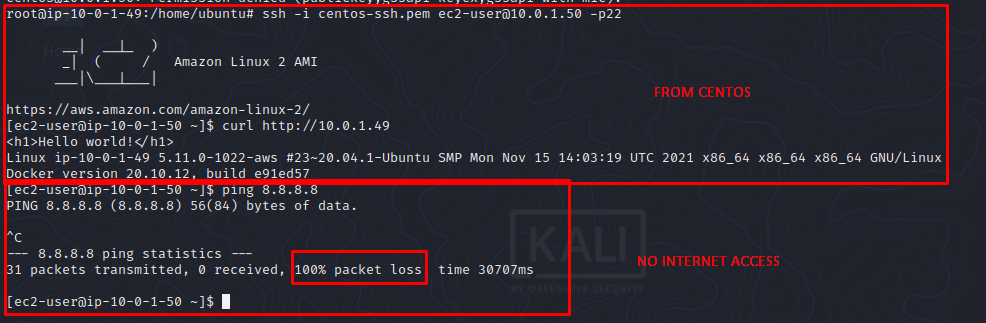 centos@10.0.1.50: Permission denied (publickey,gssapi-keyex,gssapi-with-mic).
root@ip-10-0-1-49:/home/ubuntu# ssh -i centos-ssh.pem ec2-user@10.0.1.50 -p22
__|  __|_  )
_|  (     /   Amazon Linux 2 AMI
___|\___|___|
https://aws.amazon.com/amazon-linux-2/
FROM CENTOS
[ec2-user@ip-10-0-1-50 ~]$ curl http://10.0.1.49
<h1>Hello world!</h1>
Linux ip-10-0-1-49 5.11.0-1022-aws #23~20.04.1-Ubuntu SMP Mon Nov 15 14:03:19 UTC 2021 x86_64 x86_64 x86_64 GNU/Linux
Docker version 20.10.12, build e91ed57
[ec2-user@ip-10-0-1-50 ~]$ ping 8.8.8.8
PING 8.8.8.8 (8.8.8.8) 56(84) bytes of data.
^C
--- 8.8.8.8 ping statistics ---
31 packets transmitted, 0 received, 100% packet loss, time 30707ms
NO INTERNET ACCESS
[ec2-user@ip-10-0-1-50 ~]$
KALI
BY OFFENSIVE SECURITY